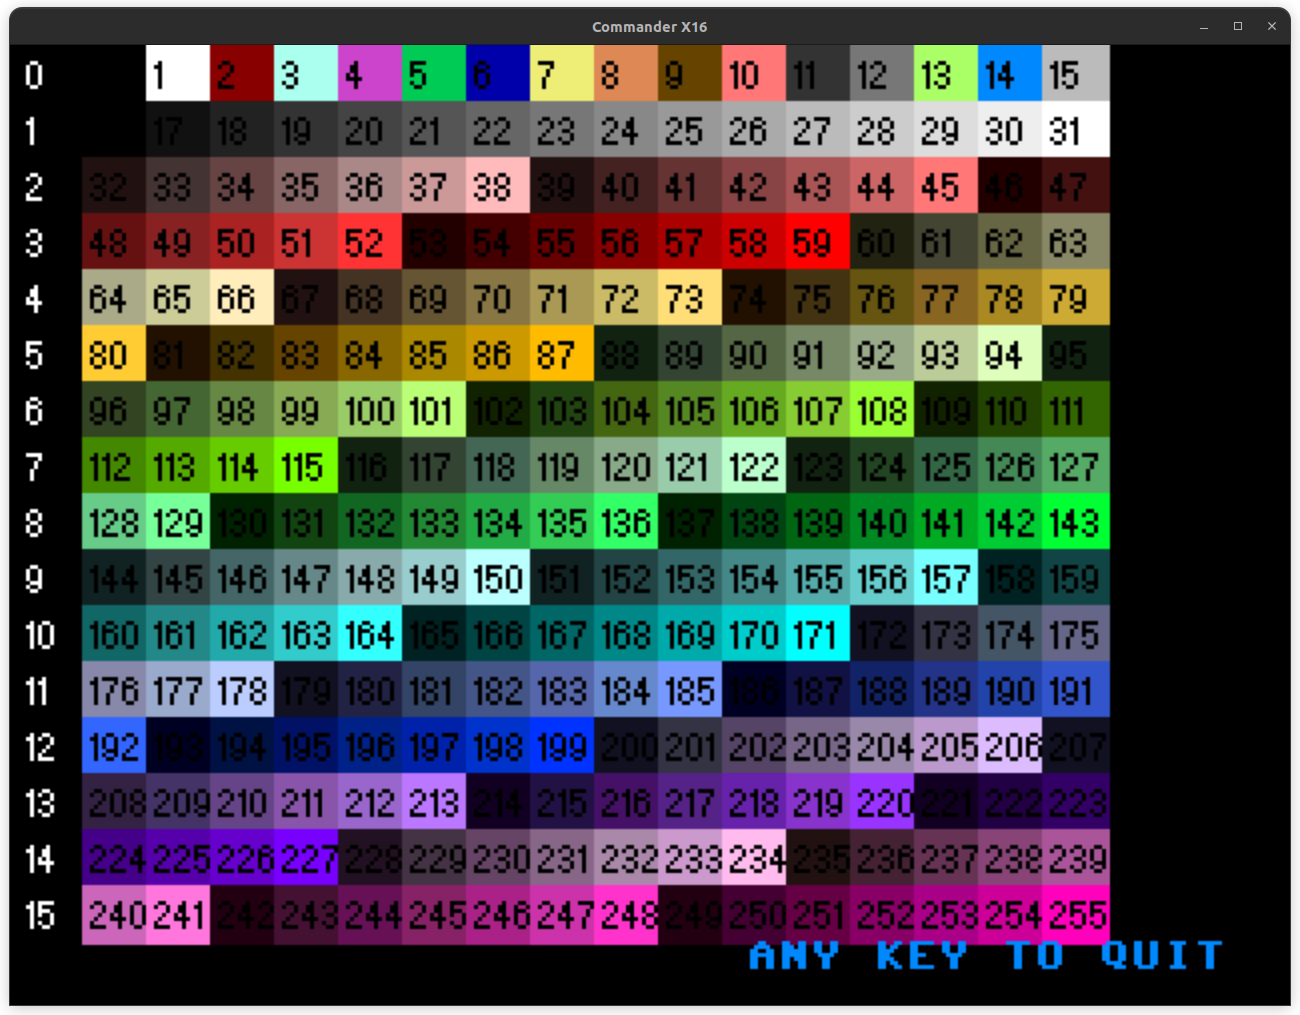 Commander X16
0 1 2 3 4 5 6 7 8 9 10 11 12 13 14 15
1 17 18 19 20 21 22 23 24 25 26 27 28 29 30 31
2 32 33 34 35 36 37 38 39 40 41 42 43 44 45 46 47
3 48 49 50 51 52 53 54 55 56 57 58 59 60 61 62 63
4 64 65 66 67 68 69 70 71 72 73 74 75 76 77 78 79
5 80 81 82 83 84 85 86 87 88 89 90 91 92 93 94 95
6 96 97 98 99 100 101 102 103 104 105 106 107 108 109 110 111
7 112 113 114 115 116 117 118 119 120 121 122 123 124 125 126 127
8 128 129 130 131 132 133 134 135 136 137 138 139 140 141 142 143
9 144 145 146 147 148 149 150 151 152 153 154 155 156 157 158 159
10 160 161 162 163 164 165 166 167 168 169 170 171 172 173 174 175
11 176 177 178 179 180 181 182 183 184 185 186 187 188 189 190 191
12 192 193 194 195 196 197 198 199 200 201 202 203 204 205 206 207
13 208 209 210 211 212 213 214 215 216 217 218 219 220 221 222 223
14 224 225 226 227 228 229 230 231 232 233 234 235 236 237 238 239
15 240 241 242 243 244 245 246 247 248 249 250 251 252 253 254 255
ANY KEY TO QUIT